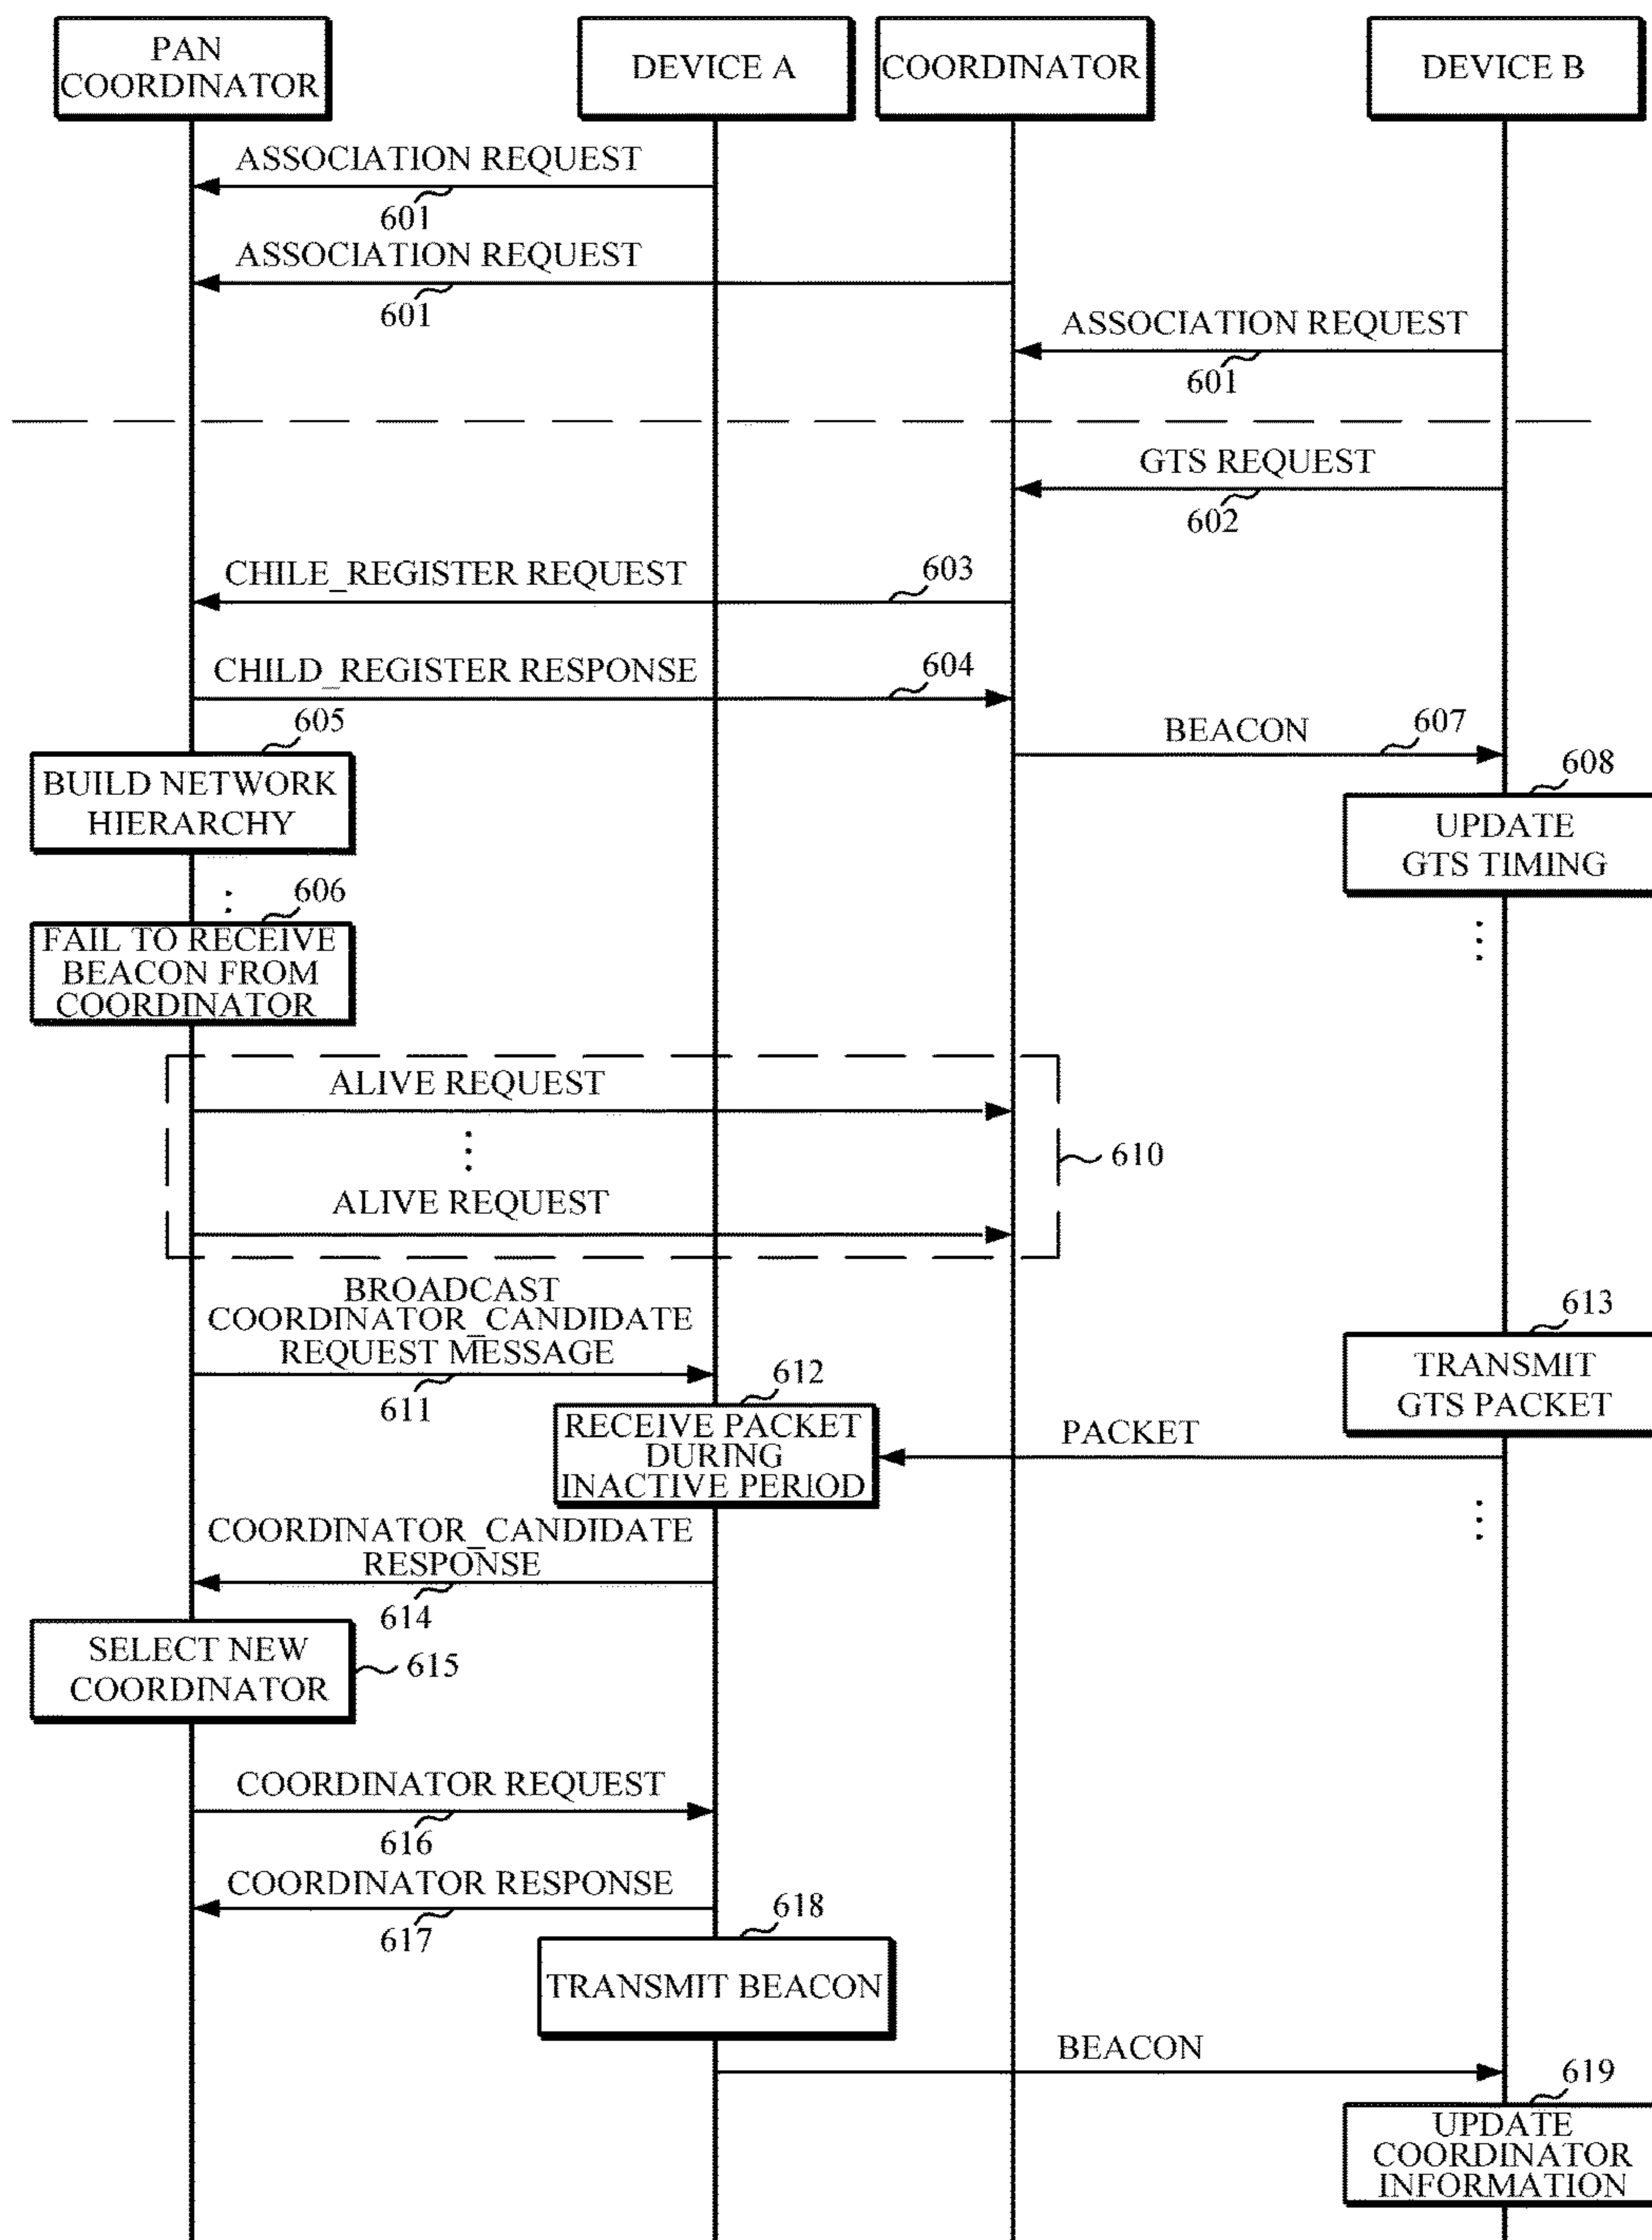 PAN
COORDINATOR
DEVICE A
COORDINATOR
DEVICE B
ASSOCIATION REQUEST
601
ASSOCIATION REQUEST
601
ASSOCIATION REQUEST
601
GTS REQUEST
602
CHILE_REGISTER REQUEST
603
CHILD_REGISTER RESPONSE
604
605
BUILD NETWORK
HIERARCHY
BEACON
607
608
UPDATE
GTS TIMING
606
FAIL TO RECEIVE
BEACON FROM
COORDINATOR
ALIVE REQUEST
ALIVE REQUEST
610
BROADCAST
COORDINATOR_CANDIDATE
REQUEST MESSAGE
611
612
RECEIVE PACKET
DURING
INACTIVE PERIOD
613
TRANSMIT
GTS PACKET
PACKET
COORDINATOR_CANDIDATE
RESPONSE
614
SELECT NEW
COORDINATOR
615
COORDINATOR REQUEST
616
COORDINATOR RESPONSE
617
618
TRANSMIT BEACON
BEACON
619
UPDATE
COORDINATOR
INFORMATION